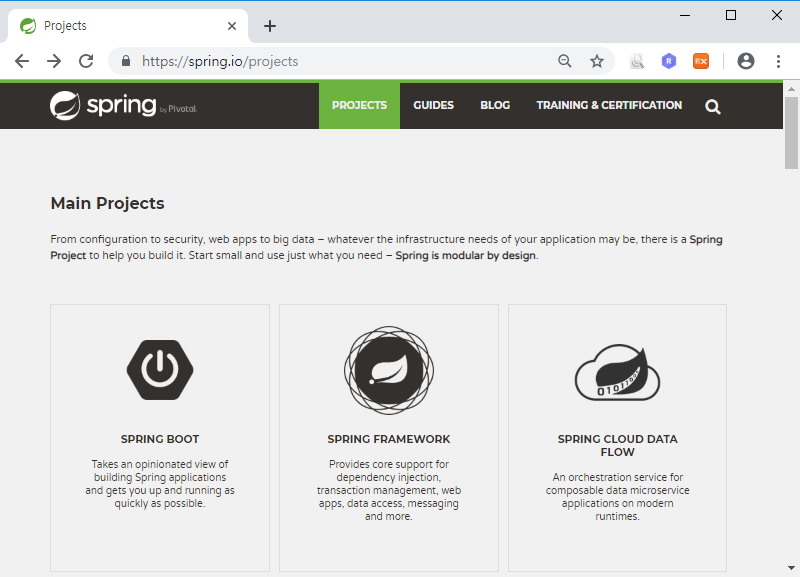 Projects
https://spring.io/projects
R
spring by Pivotal.
PROJECTS GUIDES BLOG TRAINING & CERTIFICATION
Main Projects
From configuration to security, web apps to big data – whatever the infrastructure needs of your application may be, there is a Spring
Project to help you build it. Start small and use just what you need – Spring is modular by design.
SPRING BOOT
Takes an opinionated view of
building Spring applications
and gets you up and running as
quickly as possible.
SPRING FRAMEWORK
Provides core support for
dependency injection,
transaction management, web
apps, data access, messaging
and more.
SPRING CLOUD DATA
FLOW
An orchestration service for
composable data microservice
applications on modern
runtimes.